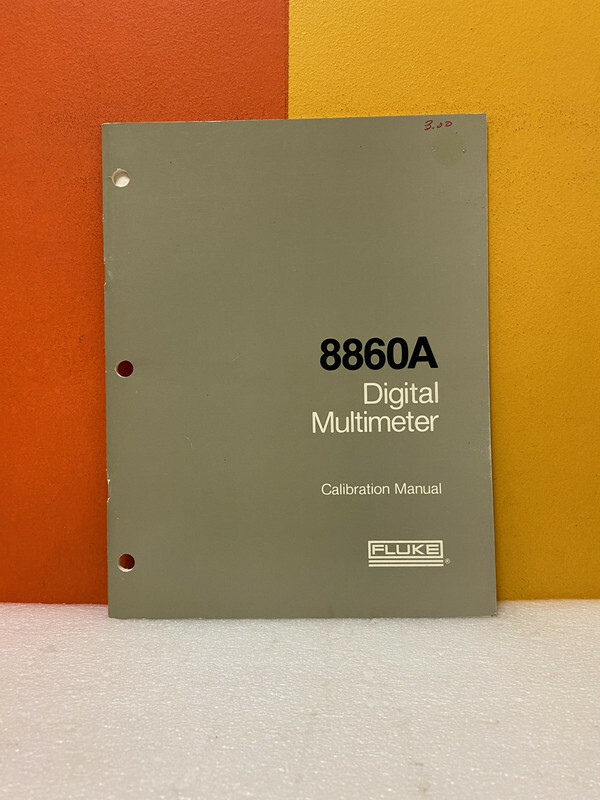 3.00
8860A
Digital
Multimeter
Calibration Manual
FLUKE ®